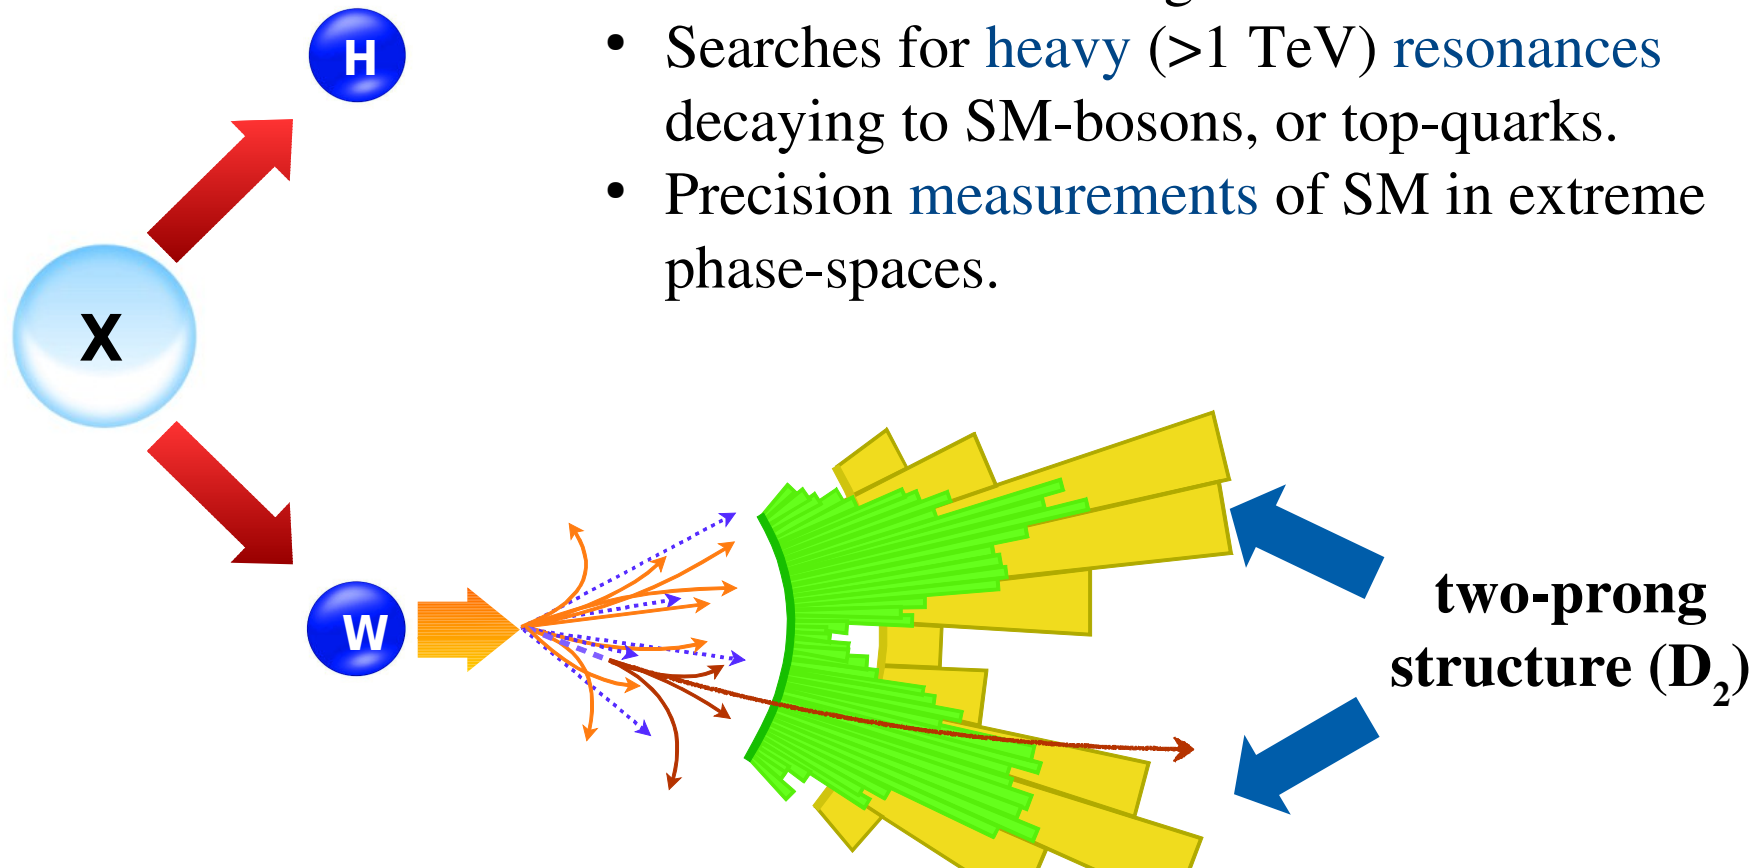 H
• Searches for heavy (>1 TeV) resonances
decaying to SM-bosons, or top-quarks.
• Precision measurements of SM in extreme
phase-spaces.
X
W
two-prong
structure (D₂)